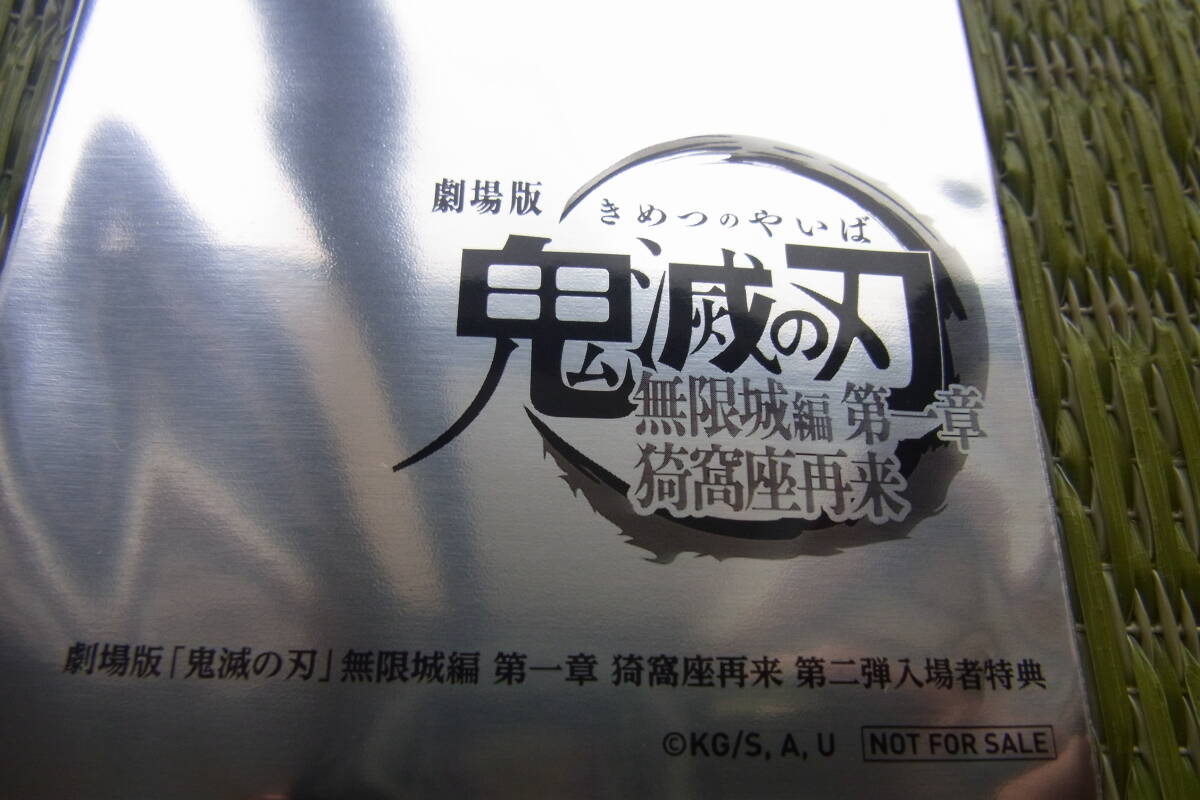 劇場版
きめつのやいば
鬼滅の刃
無限城編 第一章
猗窩座再来
劇場版「鬼滅の刃」無限城編 第一章 猗窩座再来 第二弾入場者特典
©KG/S, A, U NOT FOR SALE